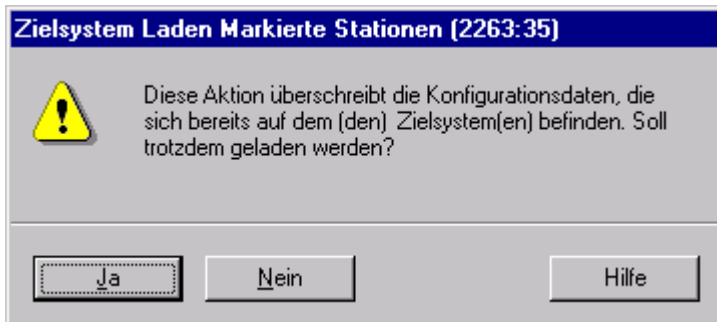 Zielsystem Laden Markierte Stationen (2263:35)
Diese Aktion überschreibt die Konfigurationsdaten, die
sich bereits auf dem (den) Zielsystem(en) befinden. Soll
trotzdem geladen werden?
Ja Nein Hilfe